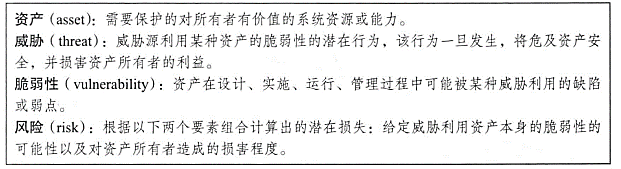 资产（asset）：需要保护的对所有者有价值的系统资源或能力。
威胁（threat）：威胁源利用某种资产的脆弱性的潜在行为，该行为一旦发生，将危及资产安
全，并损害资产所有者的利益。
脆弱性（vulnerability）：资产在设计、实施、运行、管理过程中可能被某种威胁利用的缺陷
或弱点。
风险（risk）：根据以下两个要素组合计算出的潜在损失：给定威胁利用资产本身的脆弱性的
可能性以及对资产所有者造成的损害程度。